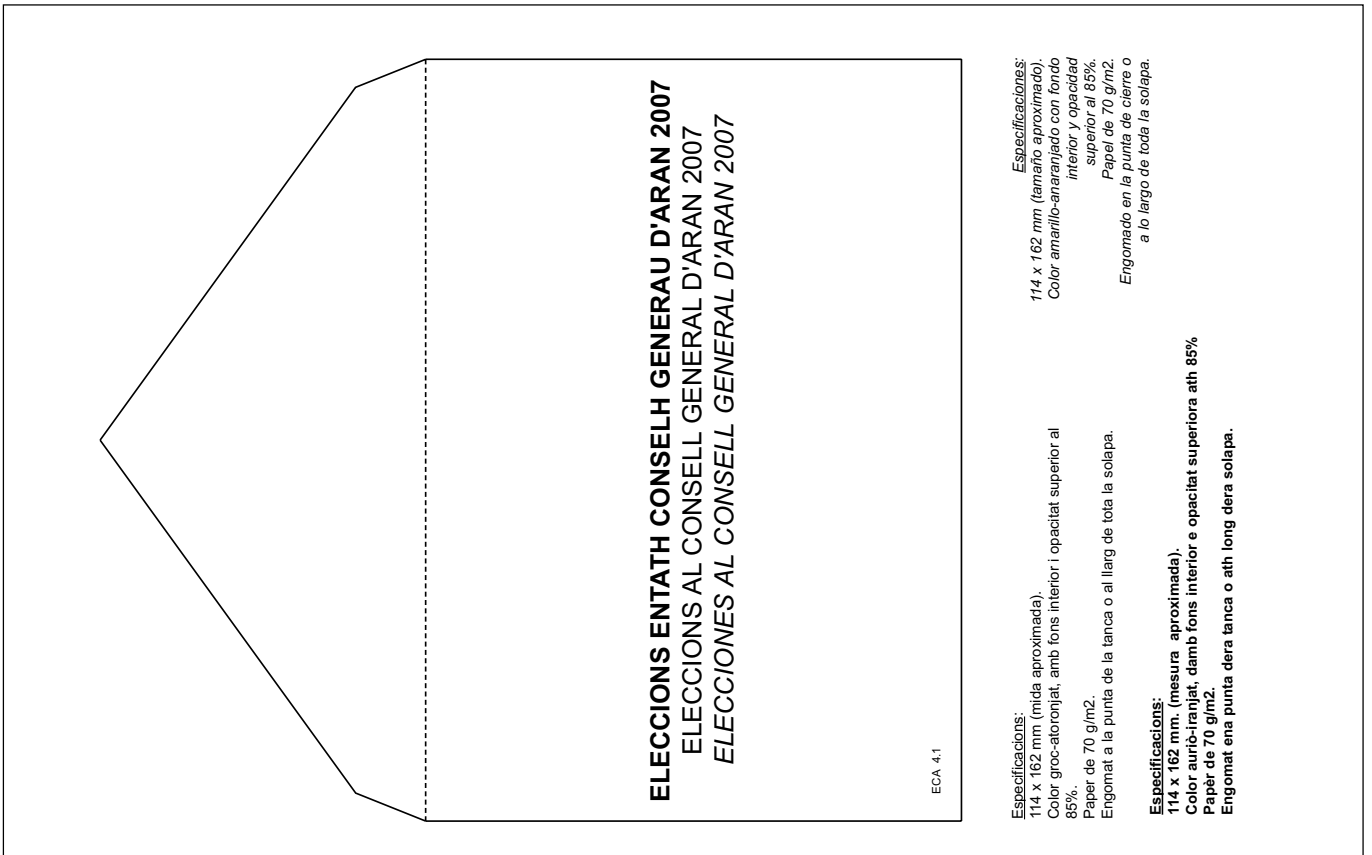 ELECCIONS ENTATH CONSELH GENERAU D'ARAN 2007
ELECCIONS AL CONSELL GENERAL D'ARAN 2007
ELECCIONES AL CONSELL GENERAL D'ARAN 2007
ECA 4.1
Especificacions:
114 x 162 mm (mida aproximada).
Color groc-atoronjat, amb fons interior i opacitat superior al
85%.
Paper de 70 g/m2.
Engomat a la punta de la tanca o al llarg de tota la solapa.
Especificaciones:
114 x 162 mm (tamaño aproximado).
Color amarillo-anaranjado con fondo
interior y opacidad
superior al 85%.
Papel de 70 g/m2.
Engomado en la punta de cierre o
a lo largo de toda la solapa.
Especificacions:
114 x 162 mm. (mesura aproximada).
Color auriò-iranjat, damb fons interior e opacitat superiora ath 85%
Papèr de 70 g/m2.
Engomat ena punta dera tanca o ath long dera solapa.